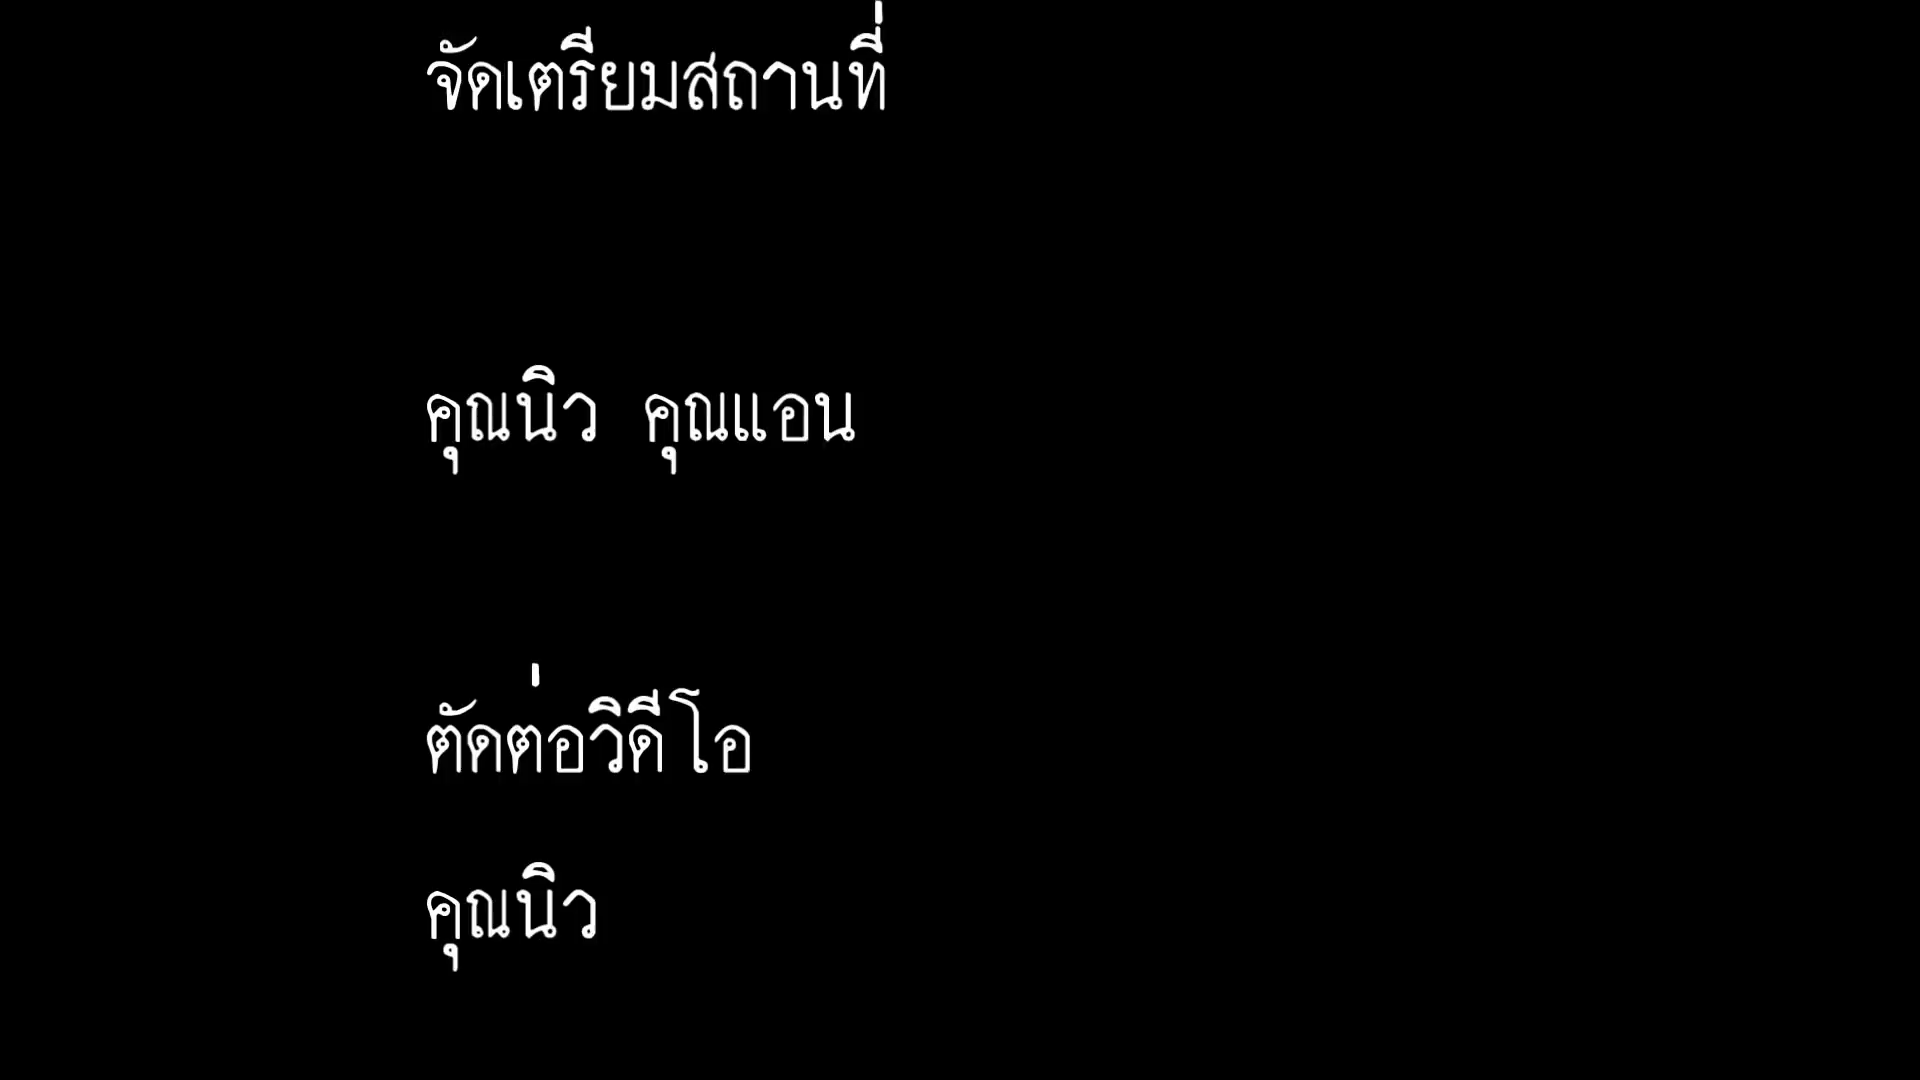 จัดเตรียมสถานที่
คุณนิว คุณแอน
ตัดต่อวิดีโอ
คุณนิว